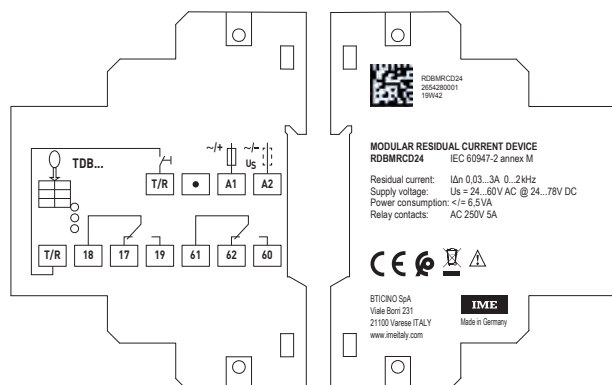 TDB...
~/+
~/–
Us
T/R
●
A1
A2
T/R
18
17
19
61
62
60
RDBMRCD24
2654280001
19W42
MODULAR RESIDUAL CURRENT DEVICE
RDBMRCD24 IEC 60947-2 annex M
Residual current: IΔn 0,03...3A 0...2kHz
Supply voltage: Us = 24...60V AC @ 24...78V DC
Power consumption: </= 6,5VA
Relay contacts: AC 250V 5A
CE
BTICINO SpA
Viale Borri 231
21100 Varese ITALY
www.imeitaly.com
IME
Made in Germany